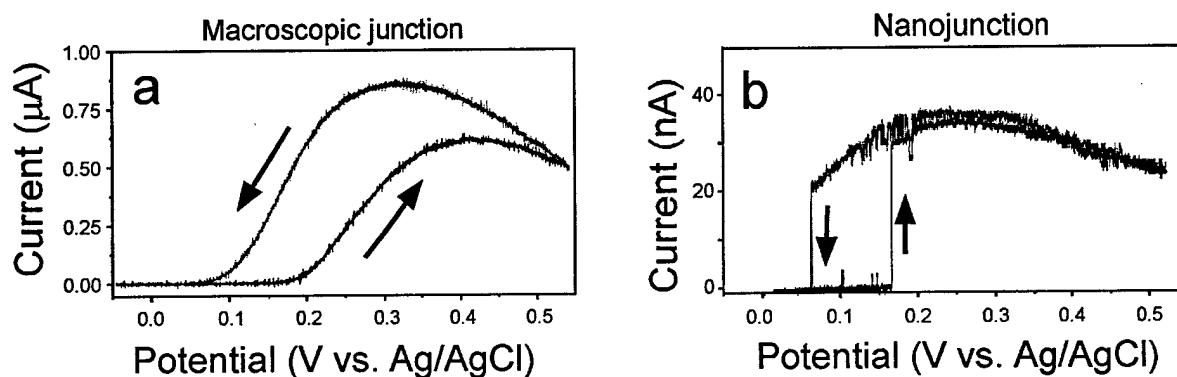 Macroscopic junction
a
Current (µA)
1.00
0.75
0.50
0.25
0.00
0.0 0.1 0.2 0.3 0.4 0.5
Potential (V vs. Ag/AgCl)
Nanojunction
b
Current (nA)
40
20
0
0.0 0.1 0.2 0.3 0.4 0.5
Potential (V vs. Ag/AgCl)